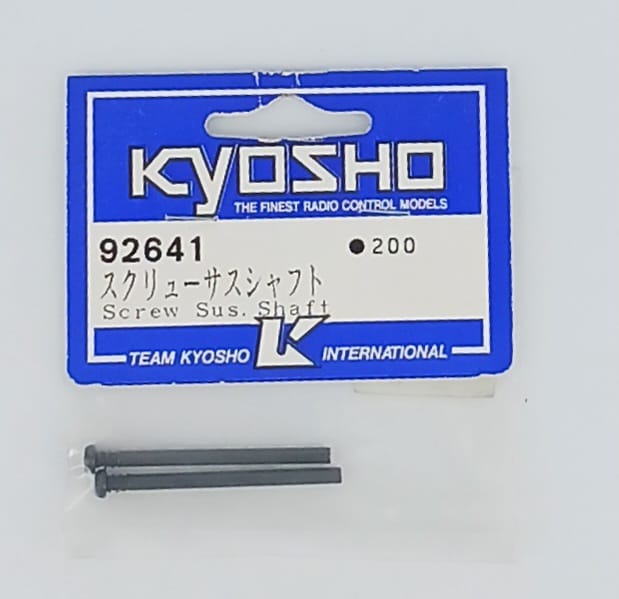 KYOSHO
THE FINEST RADIO CONTROL MODELS
92641 ●200
スクリューサスシャフト
Screw Sus. Shaft
TEAM KYOSHO K INTERNATIONAL